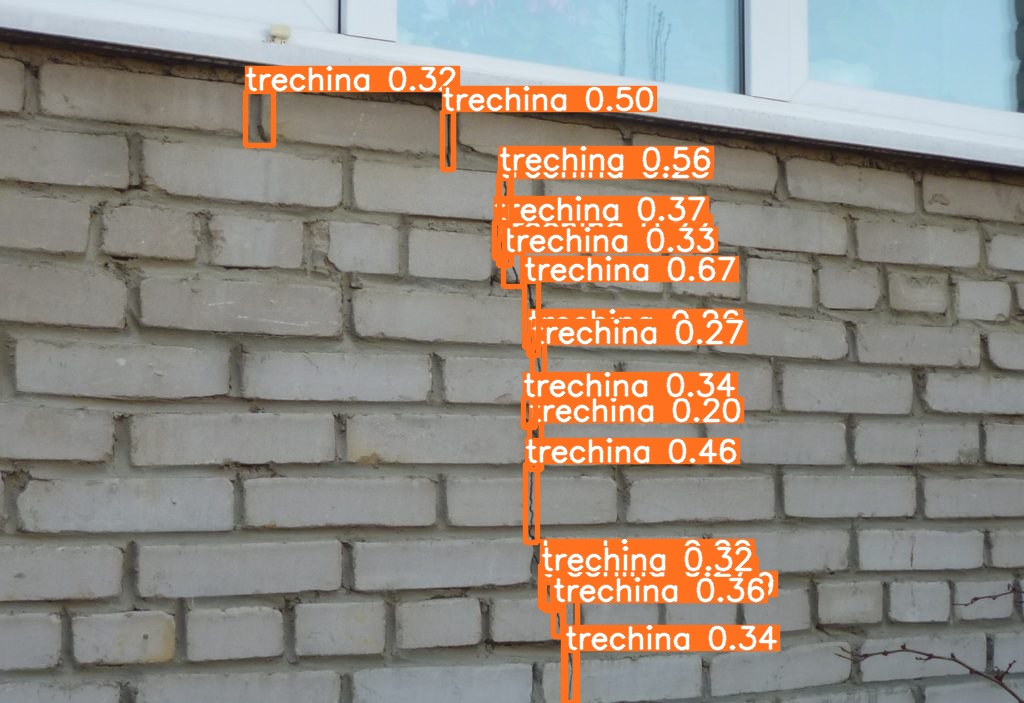 trechina 0.32
trechina 0.50
trechina 0.56
trechina 0.37
trechina 0.33
trechina 0.67
trechina 0.27
trechina 0.34
trechina 0.20
trechina 0.46
trechina 0.32
trechina 0.36
trechina 0.34